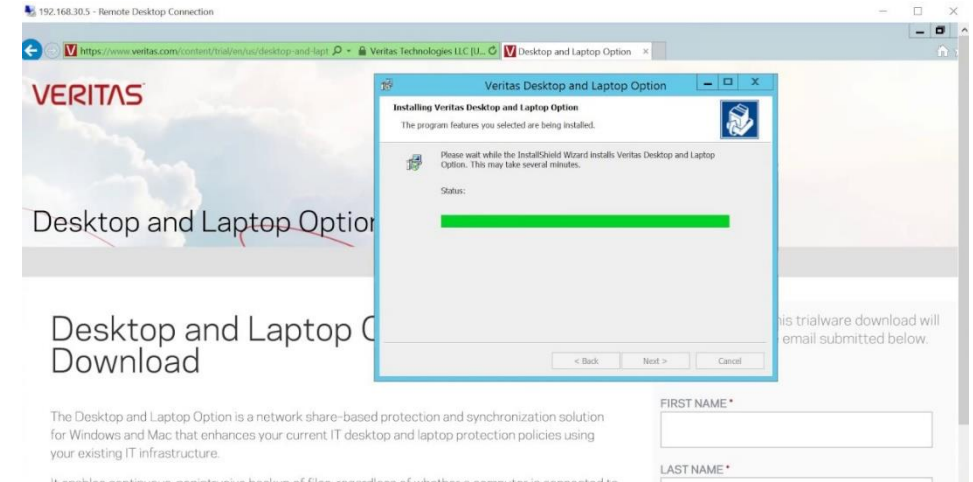 192.168.30.5 - Remote Desktop Connection
https://www.veritas.com/content/trial/en/us/desktop-and-lapt
Veritas Technologies LLC [U...
Desktop and Laptop Option
VERITAS
Veritas Desktop and Laptop Option
Installing Veritas Desktop and Laptop Option
The program features you selected are being installed.
Please wait while the InstallShield Wizard installs Veritas Desktop and Laptop
Option. This may take several minutes.
Status:
< Back Next > Cancel
Desktop and Laptop Option
Desktop and Laptop O
Download
his trialware download will
email submitted below.
The Desktop and Laptop Option is a network share-based protection and synchronization solution
for Windows and Mac that enhances your current IT desktop and laptop protection policies using
your existing IT infrastructure.
FIRST NAME *
LAST NAME *